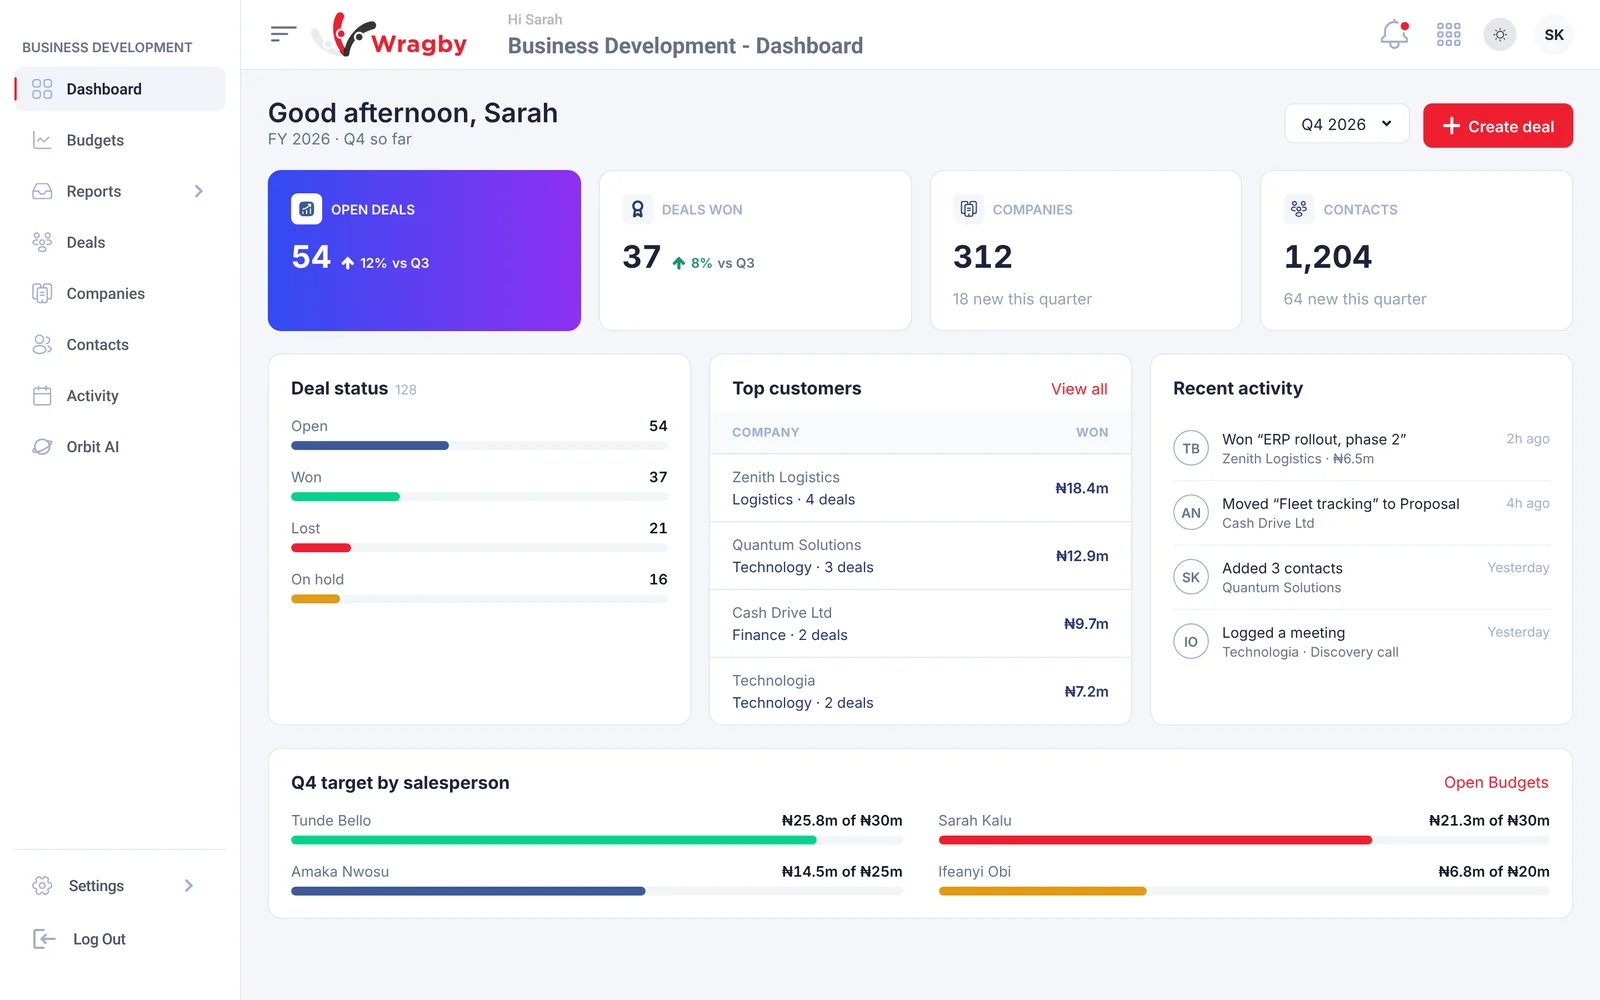 BUSINESS DEVELOPMENT
Dashboard
Budgets
Reports
Deals
Companies
Contacts
Activity
Orbit AI
Settings
Log Out
Wragby
Hi Sarah
Business Development - Dashboard
SK
Good afternoon, Sarah
FY 2026 · Q4 so far
Q4 2026
Create deal
OPEN DEALS
54 12% vs Q3
DEALS WON
37 8% vs Q3
COMPANIES
312
18 new this quarter
CONTACTS
1,204
64 new this quarter
Deal status 128
Open 54
Won 37
Lost 21
On hold 16
Top customers View all
COMPANY WON
Zenith Logistics
Logistics · 4 deals
₦18.4m
Quantum Solutions
Technology · 3 deals
₦12.9m
Cash Drive Ltd
Finance · 2 deals
₦9.7m
Technologia
Technology · 2 deals
₦7.2m
Recent activity
TB
Won “ERP rollout, phase 2” 2h ago
Zenith Logistics · ₦6.5m
AN
Moved “Fleet tracking” to Proposal 4h ago
Cash Drive Ltd
SK
Added 3 contacts Yesterday
Quantum Solutions
IO
Logged a meeting Yesterday
Technologia · Discovery call
Q4 target by salesperson Open Budgets
Tunde Bello ₦25.8m of ₦30m
Sarah Kalu ₦21.3m of ₦30m
Amaka Nwosu ₦14.5m of ₦25m
Ifeanyi Obi ₦6.8m of ₦20m